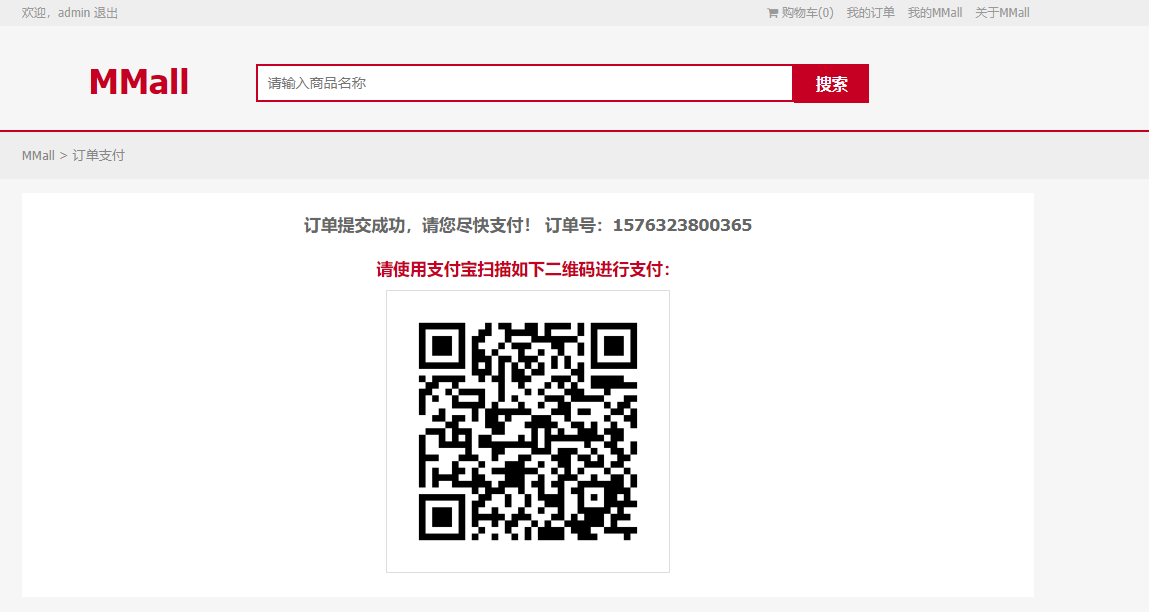 欢迎，admin 退出
购物车(0) 我的订单 我的MMall 关于MMall
MMall
请输入商品名称
搜索
MMall > 订单支付
订单提交成功，请您尽快支付！ 订单号：1576323800365
请使用支付宝扫描如下二维码进行支付：